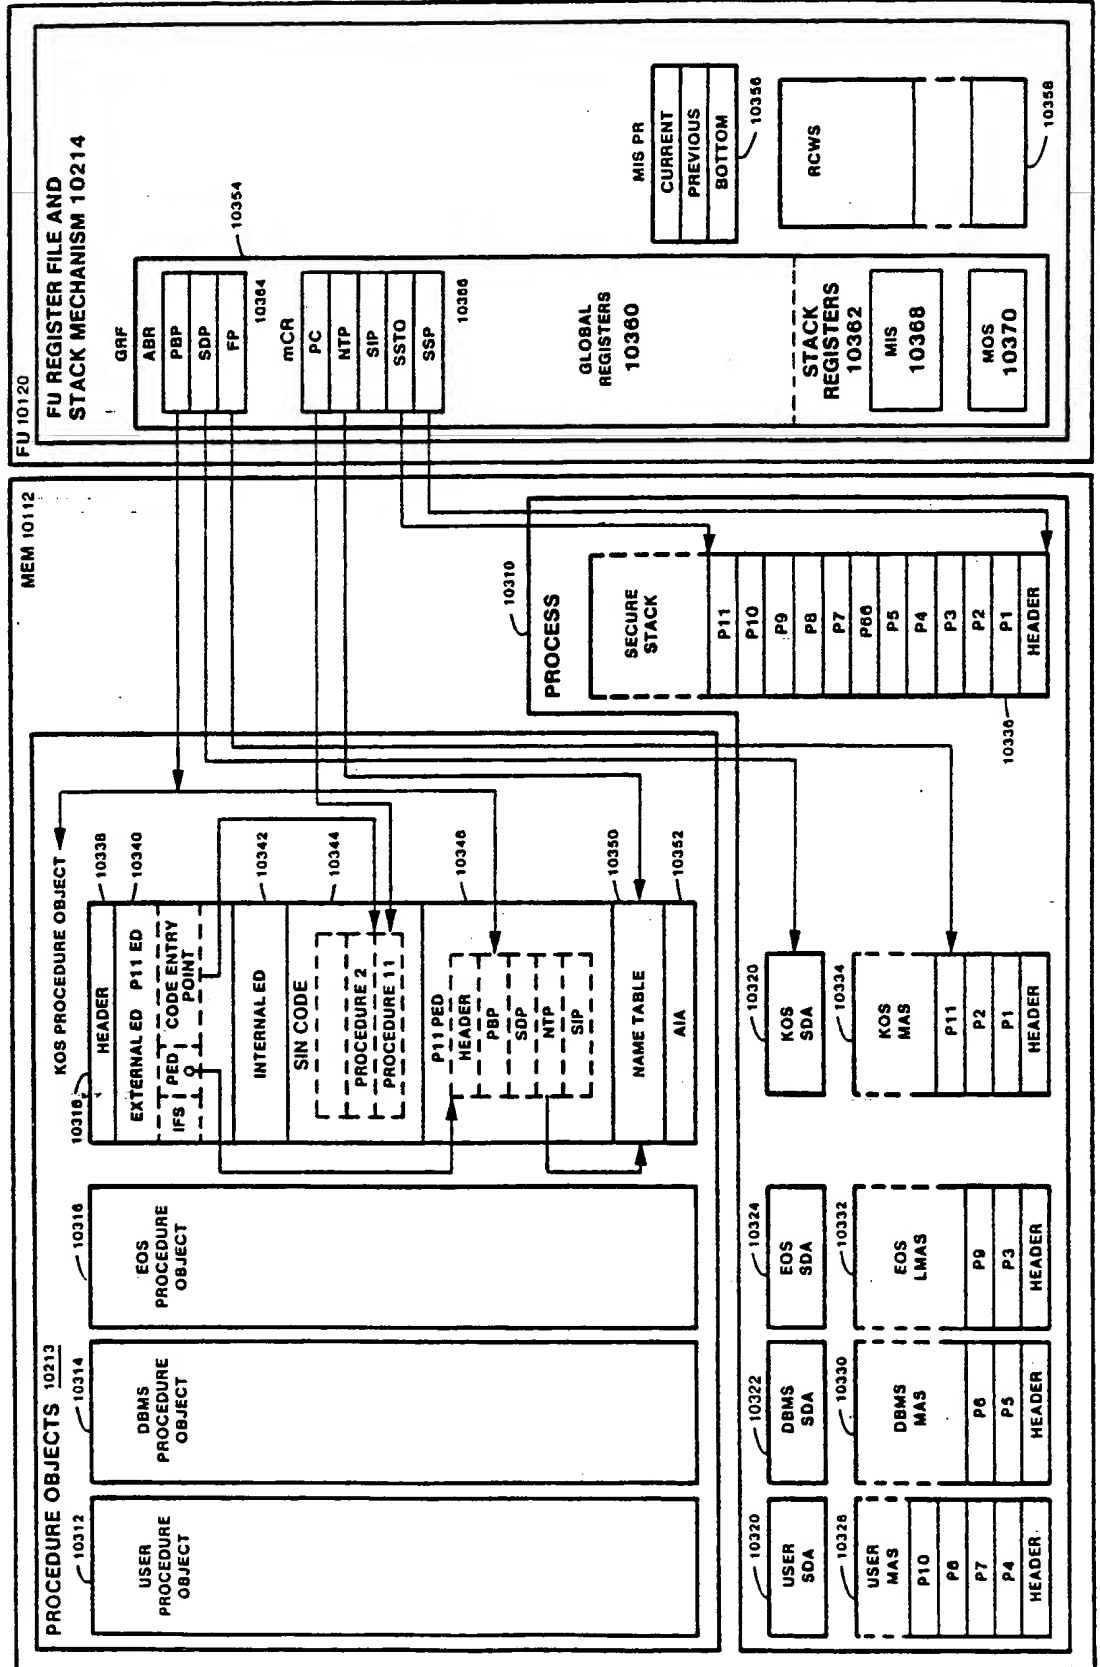 PROCEDURE OBJECTS 10213
10312
USER
PROCEDURE
OBJECT
10314
DBMS
PROCEDURE
OBJECT
10316
EOS
PROCEDURE
OBJECT
KOS PROCEDURE OBJECT
10318
HEADER
10338
EXTERNAL ED P11 ED
10340
IFS
PED
CODE ENTRY
POINT
INTERNAL ED
10342
SIN CODE
10344
PROCEDURE 2
PROCEDURE 11
P11 PED
10348
HEADER
PBP
SDP
NTP
SIP
NAME TABLE
10350
AIA
10352
MEM 10112
10320
USER
SDA
10328
USER
MAS
P10
P8
P7
P4
HEADER
10322
DBMS
SDA
10330
DBMS
MAS
P6
P5
HEADER
10324
EOS
SDA
10332
EOS
LMAS
P9
P3
HEADER
10320
KOS
SDA
10334
KOS
MAS
P11
P2
P1
HEADER
10310
PROCESS
SECURE
STACK
P11
P10
P9
P8
P7
P66
P5
P4
P3
P2
P1
HEADER
10336
FU 10120
FU REGISTER FILE AND
STACK MECHANISM 10214
GRF
10354
ABR
PBP
SDP
FP
10364
mCR
PC
NTP
SIP
SSTO
SSP
10366
GLOBAL
REGISTERS
10360
STACK
REGISTERS
10362
MIS
10368
MOS
10370
MIS PR
CURRENT
PREVIOUS
BOTTOM
10356
RCWS
10358